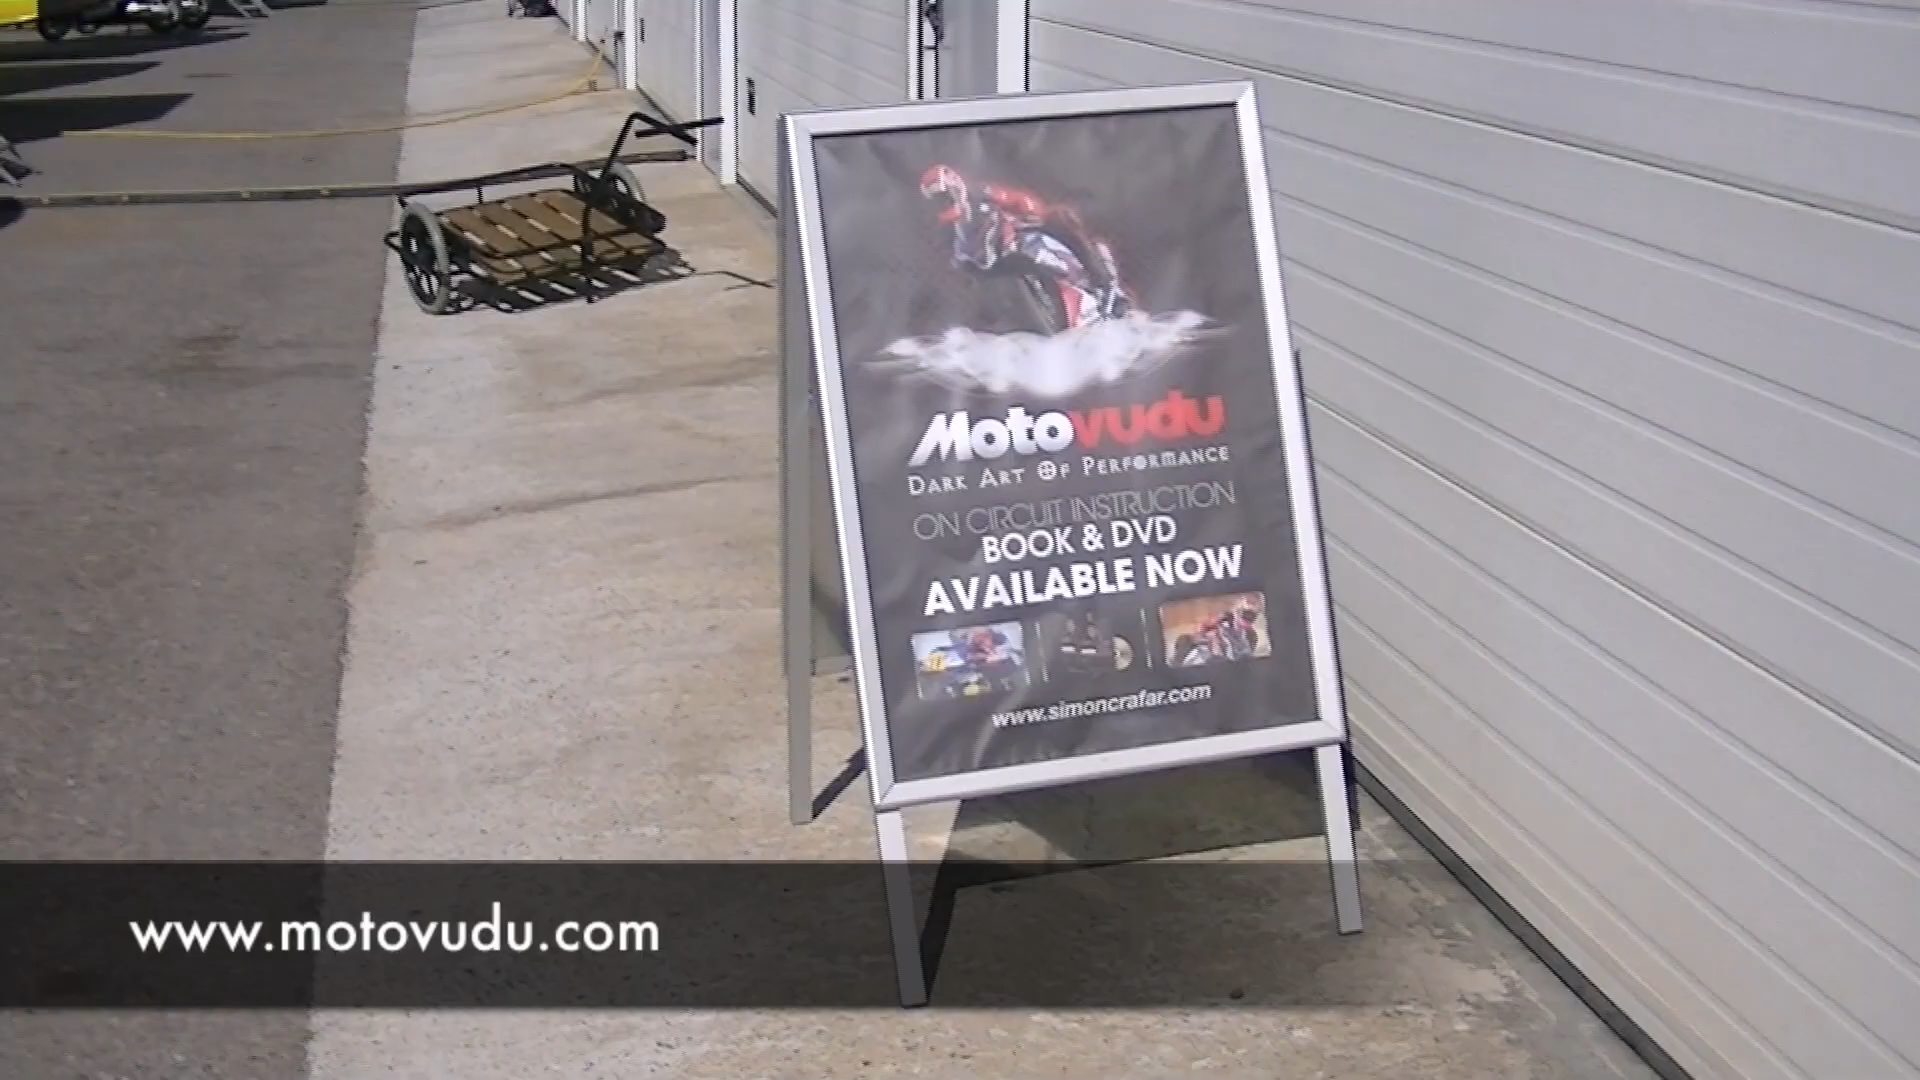 Motovudu
Dark Art Of Performance
ON CIRCUIT INSTRUCTION
BOOK & DVD
AVAILABLE NOW
www.simoncrafar.com
www.motovudu.com